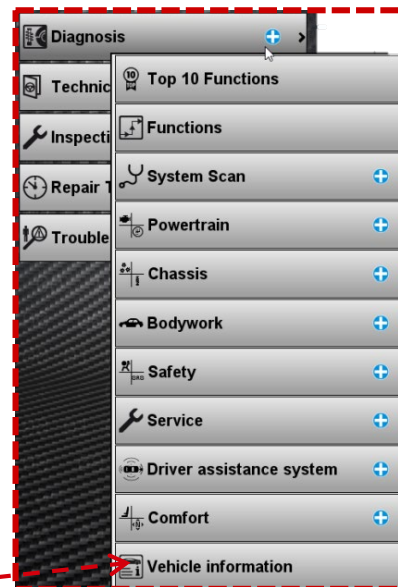 Diagnosis
Technic
Inspecti
Repair T
Trouble
10
Top 10 Functions
Functions
System Scan
Powertrain
Chassis
Bodywork
Safety
Service
Driver assistance system
Comfort
Vehicle information